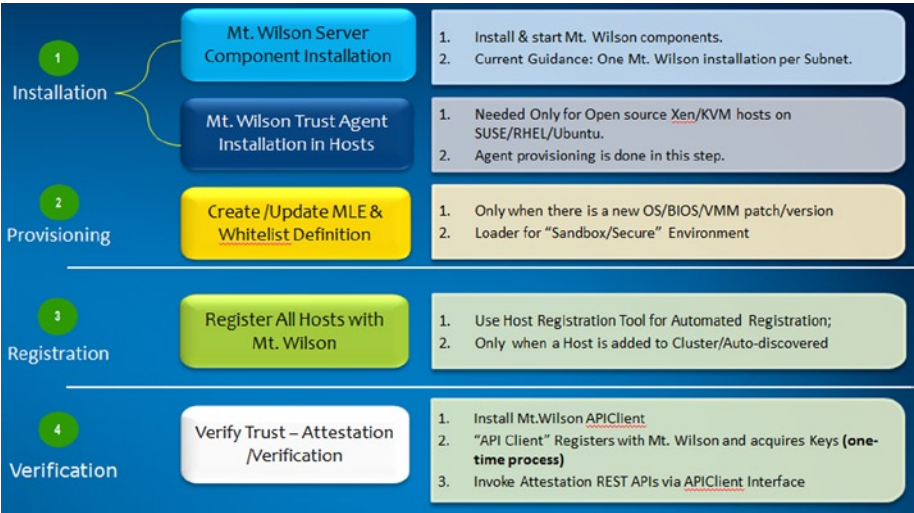 1
Installation
Mt. Wilson Server
Component Installation
1. Install & start Mt. Wilson components.
2. Current Guidance: One Mt. Wilson installation per Subnet.
Mt. Wilson Trust Agent
Installation in Hosts
1. Needed Only for Open source Xen/KVM hosts on
SUSE/RHEL/Ubuntu.
2. Agent provisioning is done in this step.
2
Provisioning
Create /Update MLE &
Whitelist Definition
1. Only when there is a new OS/BIOS/VMM patch/version
2. Loader for “Sandbox/Secure” Environment
3
Registration
Register All Hosts with
Mt. Wilson
1. Use Host Registration Tool for Automated Registration;
2. Only when a Host is added to Cluster/Auto-discovered
4
Verification
Verify Trust – Attestation
/Verification
1. Install Mt.Wilson APIClient
2. “API Client” Registers with Mt. Wilson and acquires Keys (one-
time process)
3. Invoke Attestation REST APIs via APIClient Interface